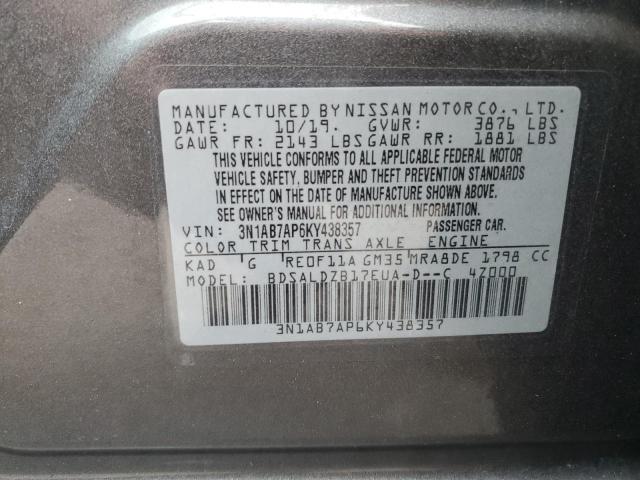 MANUFACTURED BY NISSAN MOTOR CO., LTD.
DATE: 10/19. GVWR: 3876 LBS
GAWR FR: 2143 LBS GAWR RR: 1881 LBS
THIS VEHICLE CONFORMS TO ALL APPLICABLE FEDERAL MOTOR
VEHICLE SAFETY, BUMPER AND THEFT PREVENTION STANDARDS
IN EFFECT ON THE DATE OF MANUFACTURE SHOWN ABOVE.
SEE OWNER'S MANUAL FOR ADDITIONAL INFORMATION.
VIN: 3N1AB7AP6KY438357 PASSENGER CAR.
COLOR TRIM TRANS AXLE ENGINE
KAD G RE0F11A GM35 MRA8DE 1798 CC
MODEL: BDSALDZB17EUA-D--C 4Z000
3N1AB7AP6KY438357